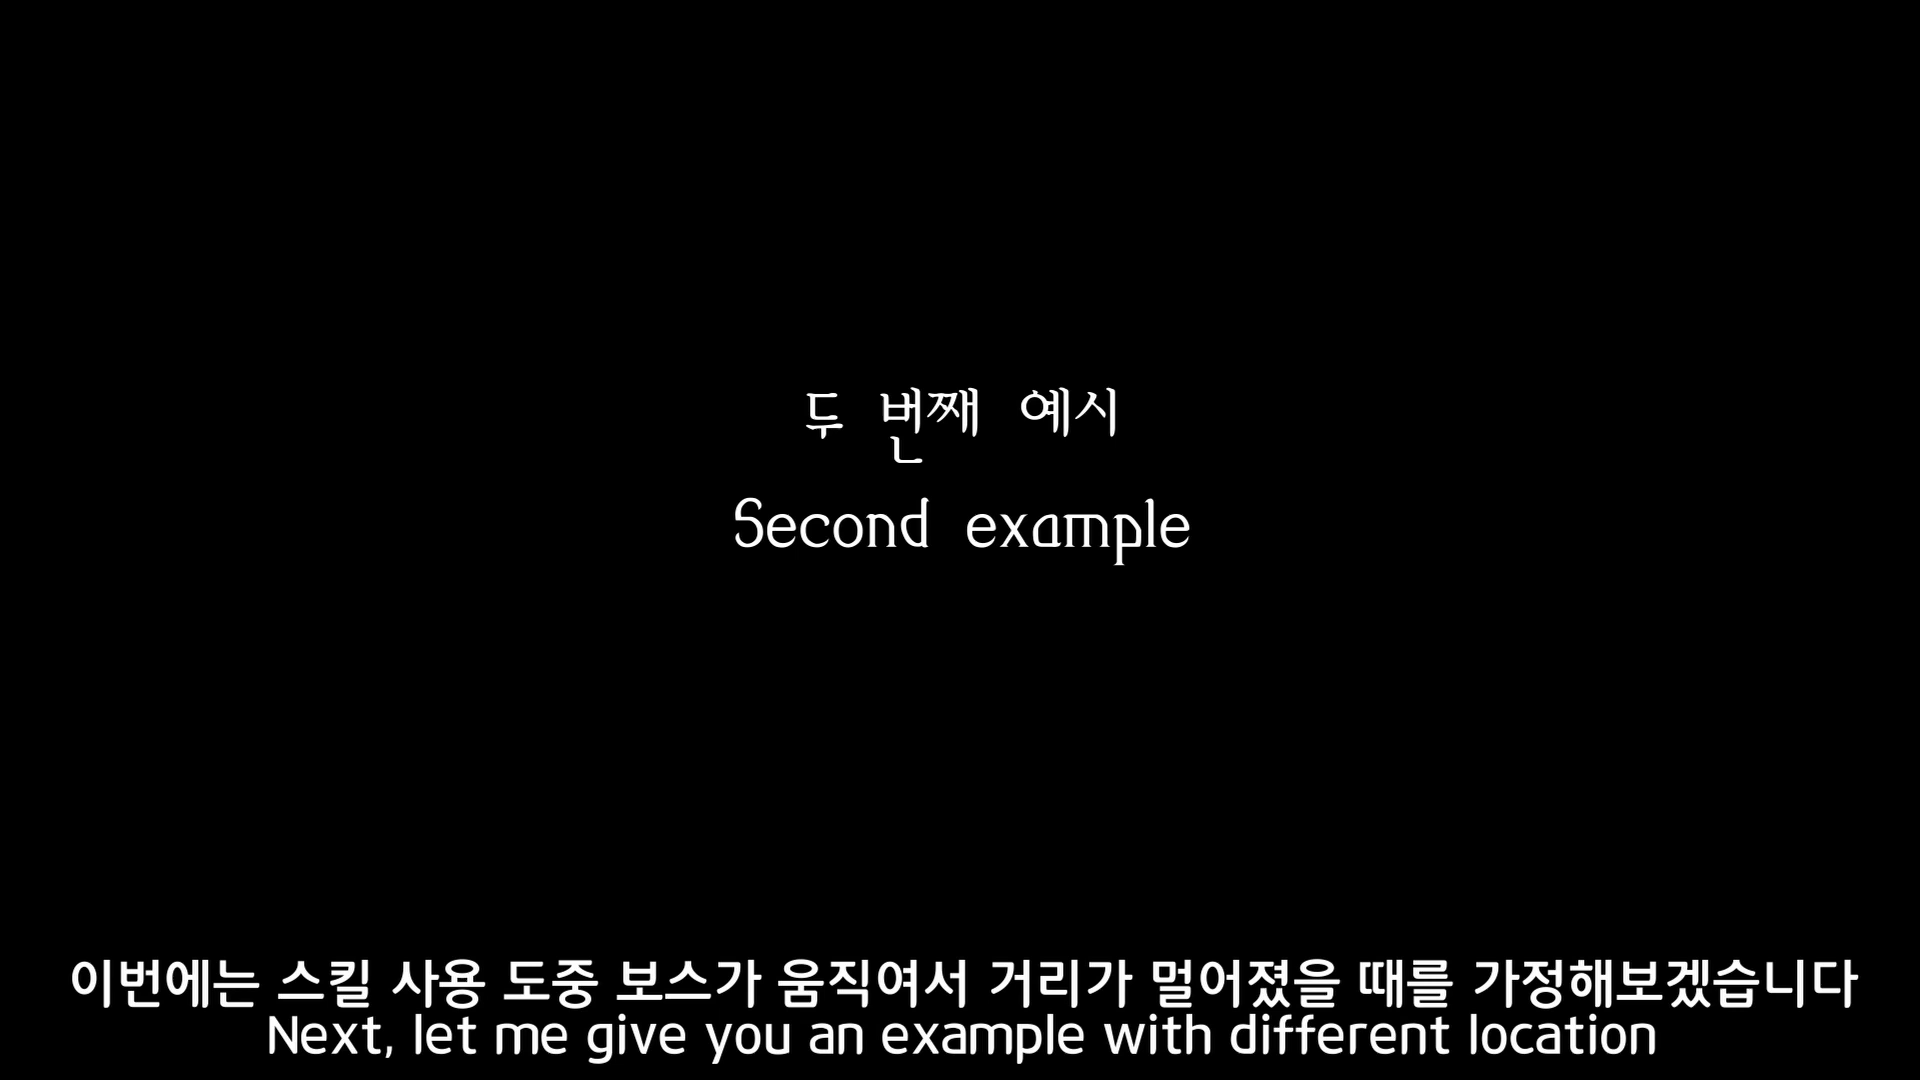 두 번째 예시
Second example
이번에는 스킬 사용 도중 보스가 움직여서 거리가 멀어졌을 때를 가정해보겠습니다
Next, let me give you an example with different location